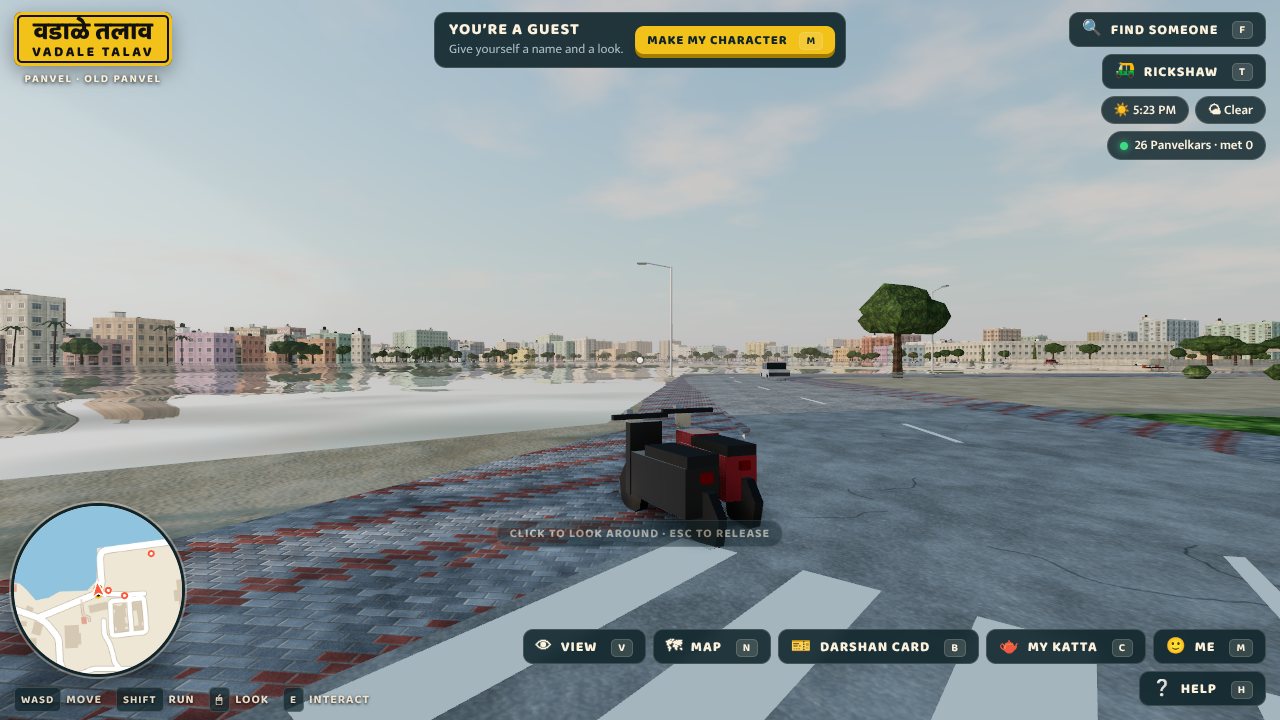 वडाळे तलाव
VADALE TALAV
PANVEL · OLD PANVEL
YOU'RE A GUEST
Give yourself a name and a look.
MAKE MY CHARACTER M
FIND SOMEONE F
RICKSHAW T
5:23 PM
Clear
26 Panvelkars · met 0
CLICK TO LOOK AROUND · ESC TO RELEASE
VIEW V
MAP N
DARSHAN CARD B
MY KATTA C
ME M
WASD MOVE SHIFT RUN LOOK E INTERACT
? HELP H